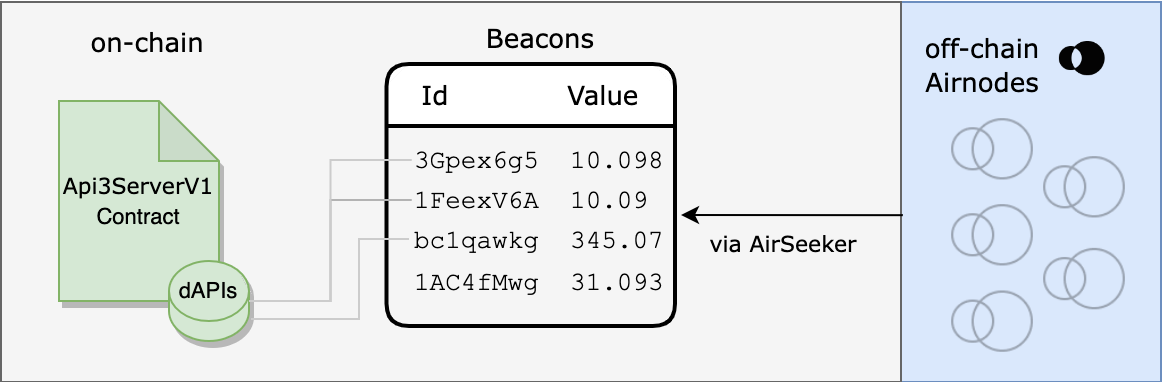 on-chain
Api3ServerV1
Contract
dAPIs
Beacons
Id Value
3Gpex6g5 10.098
1FeexV6A 10.09
bc1qawkg 345.07
1AC4fMwg 31.093
via AirSeeker
off-chain
Airnodes